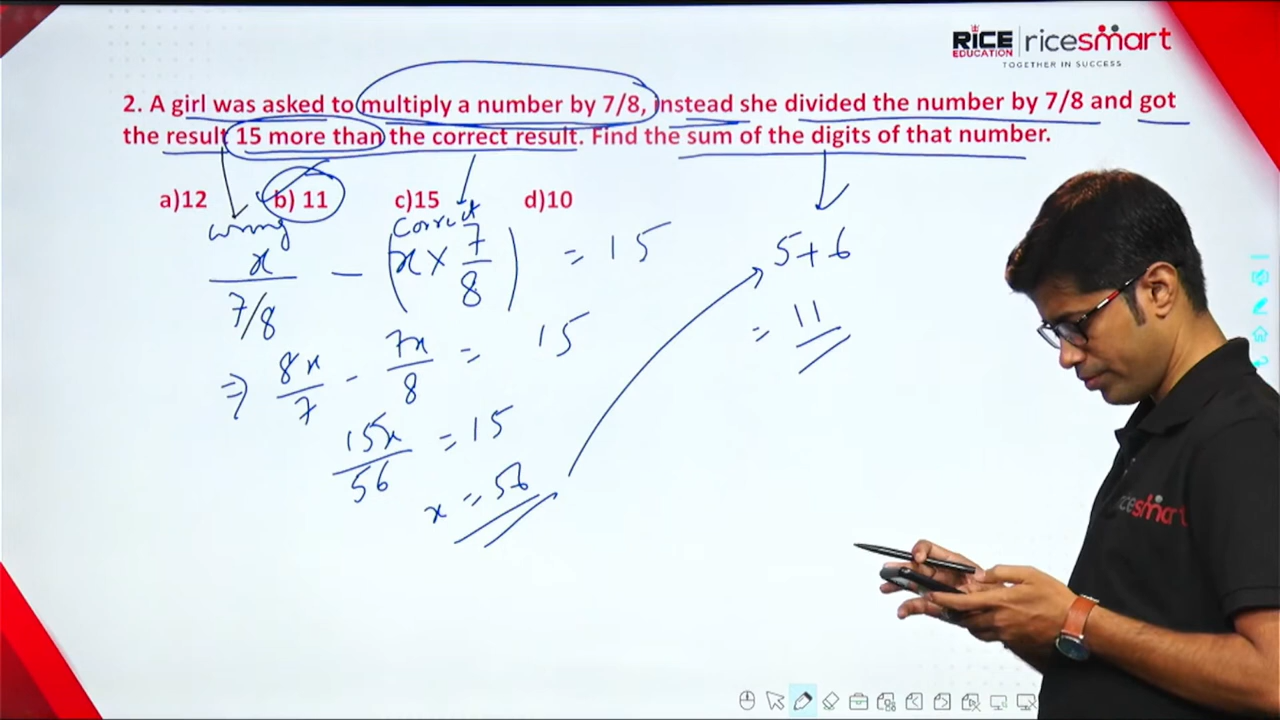 RICE EDUCATION | ricesmart
TOGETHER IN SUCCESS
2. A girl was asked to multiply a number by 7/8, instead she divided the number by 7/8 and got
the result 15 more than the correct result. Find the sum of the digits of that number.
a)12 b) 11 c)15 d)10
wrong correct
x / 7/8 - (x × 7/8) = 15
⇒ 8x/7 - 7x/8 = 15
15x/56 = 15
x = 56
5+6
= 11
ricesmart